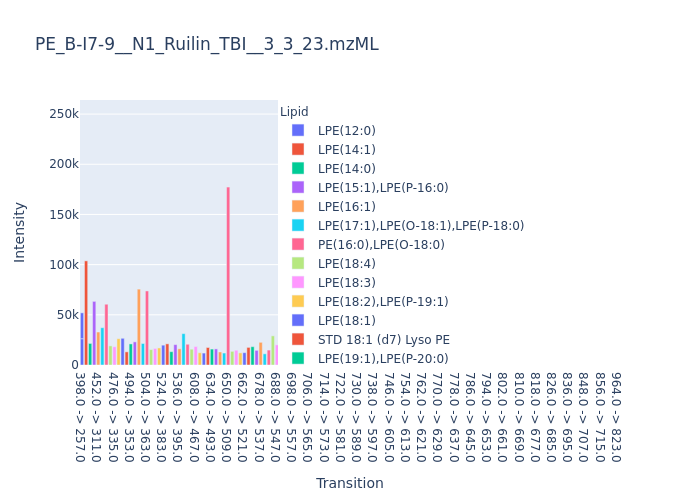 PE_B-I7-9__N1_Ruilin_TBI__3_3_23.mzML
Lipid
LPE(12:0)
LPE(14:1)
LPE(14:0)
LPE(15:1),LPE(P-16:0)
LPE(16:1)
LPE(17:1),LPE(O-18:1),LPE(P-18:0)
PE(16:0),LPE(O-18:0)
LPE(18:4)
LPE(18:3)
LPE(18:2),LPE(P-19:1)
LPE(18:1)
STD 18:1 (d7) Lyso PE
LPE(19:1),LPE(P-20:0)
Intensity
250k
200k
150k
100k
50k
0
398.0 -> 257.0
452.0 -> 311.0
476.0 -> 335.0
494.0 -> 353.0
504.0 -> 363.0
524.0 -> 383.0
536.0 -> 395.0
608.0 -> 467.0
634.0 -> 493.0
650.0 -> 509.0
662.0 -> 521.0
678.0 -> 537.0
688.0 -> 547.0
698.0 -> 557.0
706.0 -> 565.0
714.0 -> 573.0
722.0 -> 581.0
730.0 -> 589.0
738.0 -> 597.0
746.0 -> 605.0
754.0 -> 613.0
762.0 -> 621.0
770.0 -> 629.0
778.0 -> 637.0
786.0 -> 645.0
794.0 -> 653.0
802.0 -> 661.0
810.0 -> 669.0
818.0 -> 677.0
826.0 -> 685.0
836.0 -> 695.0
848.0 -> 707.0
856.0 -> 715.0
964.0 -> 823.0
Transition